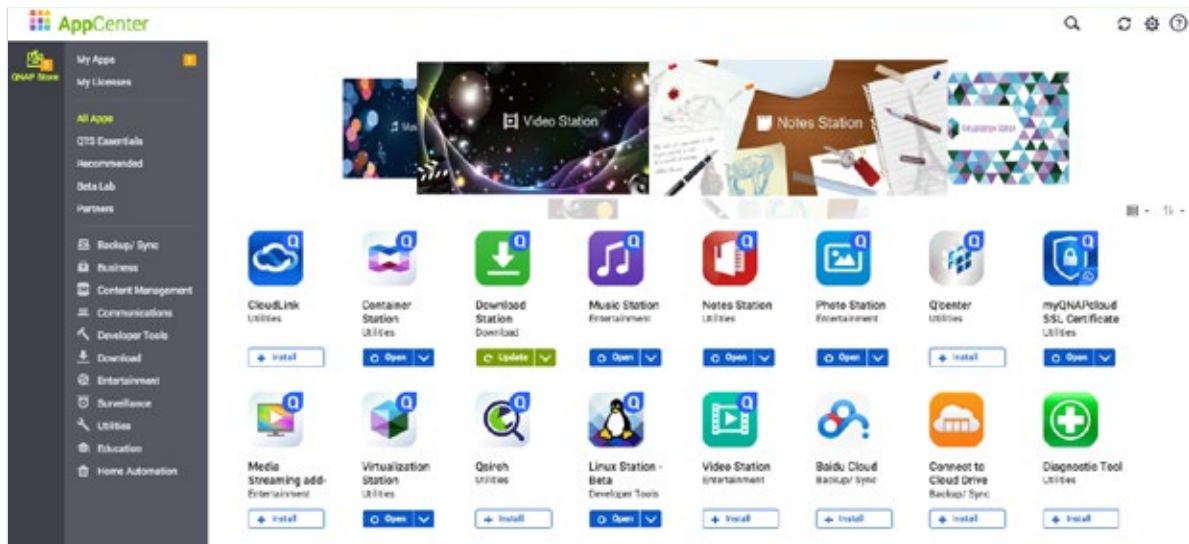 AppCenter
QNAP Store
My Apps
My Licenses
All Apps
QTS Essentials
Recommended
Beta Lab
Partners
Backup/ Sync
Business
Content Management
Communications
Developer Tools
Download
Entertainment
Surveillance
Utilities
Education
Home Automation
Video Station
Notes Station
CloudLink
Utilities
+ Install
Container
Station
Utilities
Open
Download
Station
Download
Update
Music Station
Entertainment
Open
Notes Station
Utilities
Open
Photo Station
Entertainment
Open
Q'center
Utilities
+ Install
myQNAPcloud
SSL Certificate
Utilities
Open
Media
Streaming add-
Entertainment
+ Install
Virtualization
Station
Utilities
Open
Qsirch
Utilities
+ Install
Linux Station -
Beta
Developer Tools
Open
Video Station
Entertainment
+ Install
Baidu Cloud
Backup/ Sync
+ Install
Connect to
Cloud Drive
Backup/ Sync
+ Install
Diagnostic Tool
Utilities
+ Install